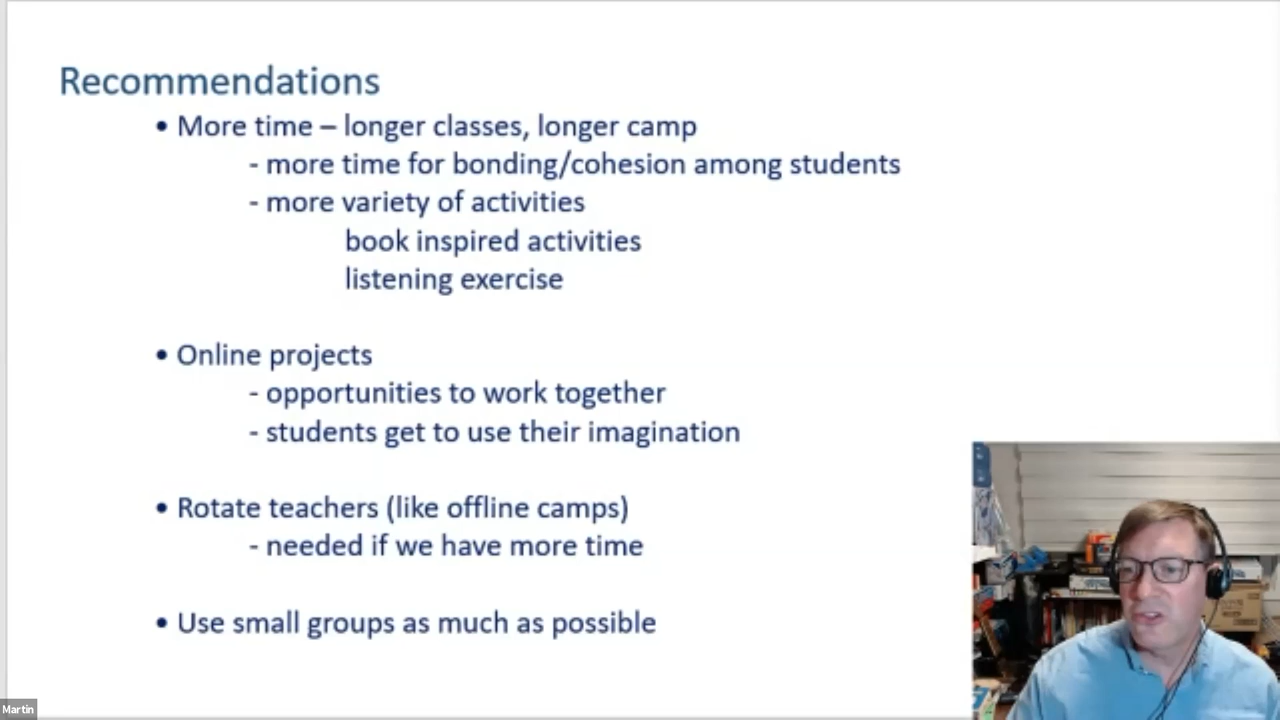 Recommendations
• More time – longer classes, longer camp
- more time for bonding/cohesion among students
- more variety of activities
book inspired activities
listening exercise
• Online projects
- opportunities to work together
- students get to use their imagination
• Rotate teachers (like offline camps)
- needed if we have more time
• Use small groups as much as possible
Martin